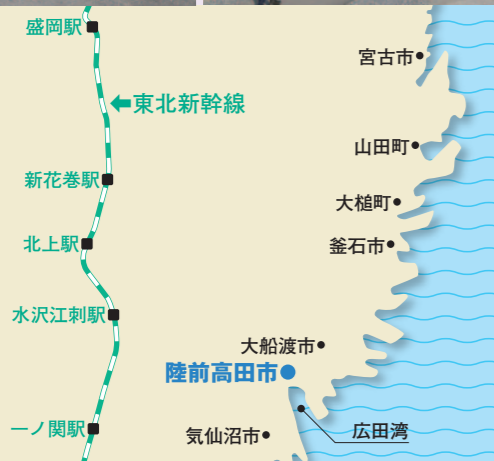 盛岡駅
宮古市
東北新幹線
山田町
新花巻駅
大槌町
北上駅
釜石市
水沢江刺駅
大船渡市
陸前高田市
一ノ関駅
気仙沼市
広田湾